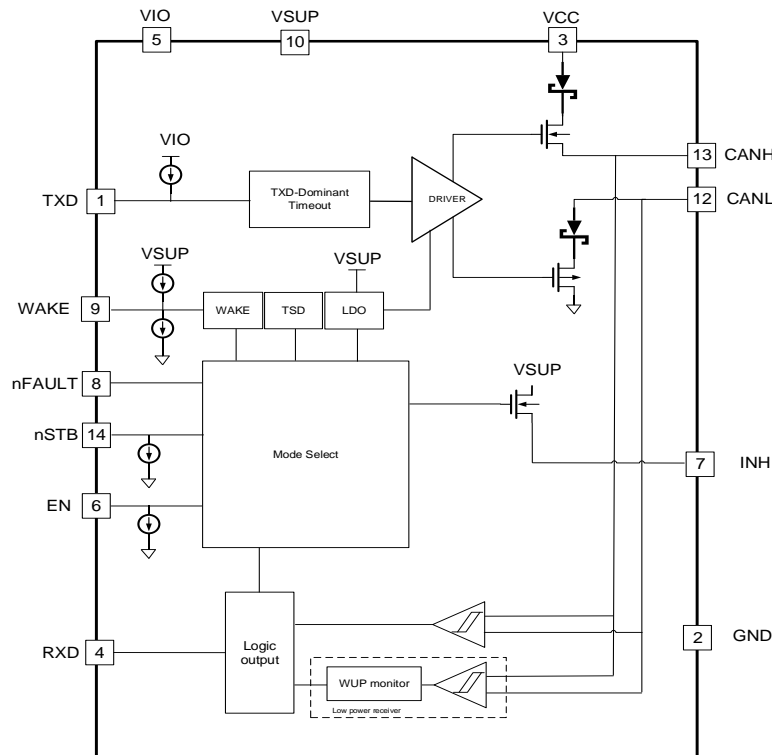 VIO
VSUP
VCC
5
10
3
VIO
13
CANH
TXD
1
TXD-Dominant
Timeout
DRIVER
12
CANL
VSUP
VSUP
WAKE
9
WAKE
TSD
LDO
nFAULT
8
VSUP
nSTB
14
Mode Select
7
INH
EN
6
Logic
output
2
GND
RXD
4
WUP monitor
Low power receiver